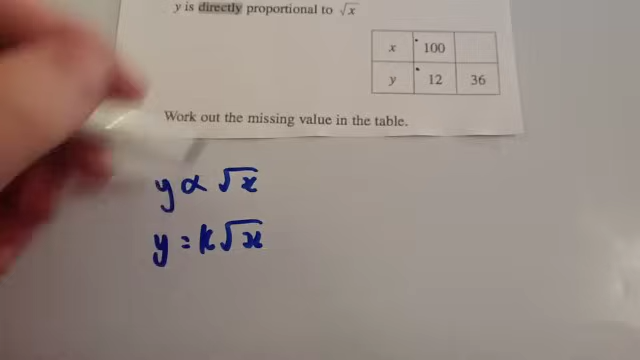 y is directly proportional to √x
x 100
y 12 36
Work out the missing value in the table.
y ∝ √x
y = k√x